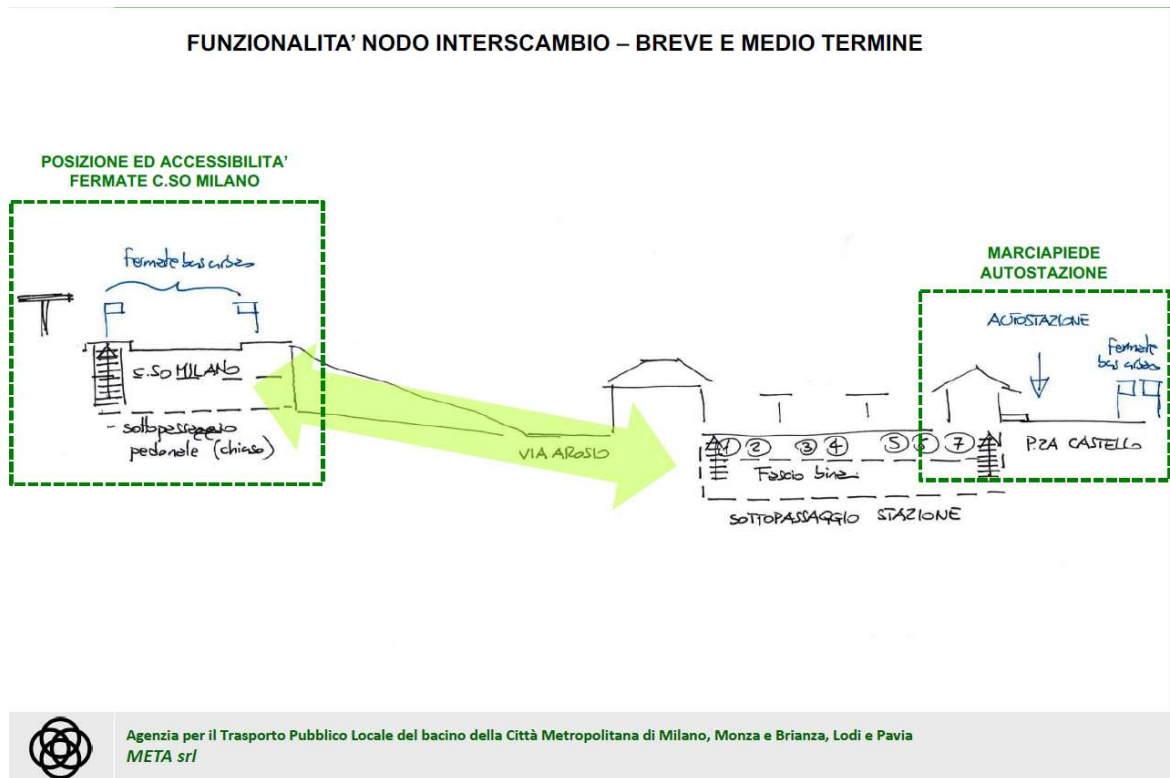 FUNZIONALITA’ NODO INTERSCAMBIO – BREVE E MEDIO TERMINE
POSIZIONE ED ACCESSIBILITA’
FERMATE C.SO MILANO
fermate bus urbano
C.SO MILANO
sottopassaggio
pedonale (chiuso)
VIA AROSIO
1 2 3 4 5 6 7
Fascio binari
SOTTOPASSAGGIO STAZIONE
MARCIAPIEDE
AUTOSTAZIONE
AUTOSTAZIONE
fermate
bus urbano
P.ZA CASTELLO
Agenzia per il Trasporto Pubblico Locale del bacino della Città Metropolitana di Milano, Monza e Brianza, Lodi e Pavia
META srl